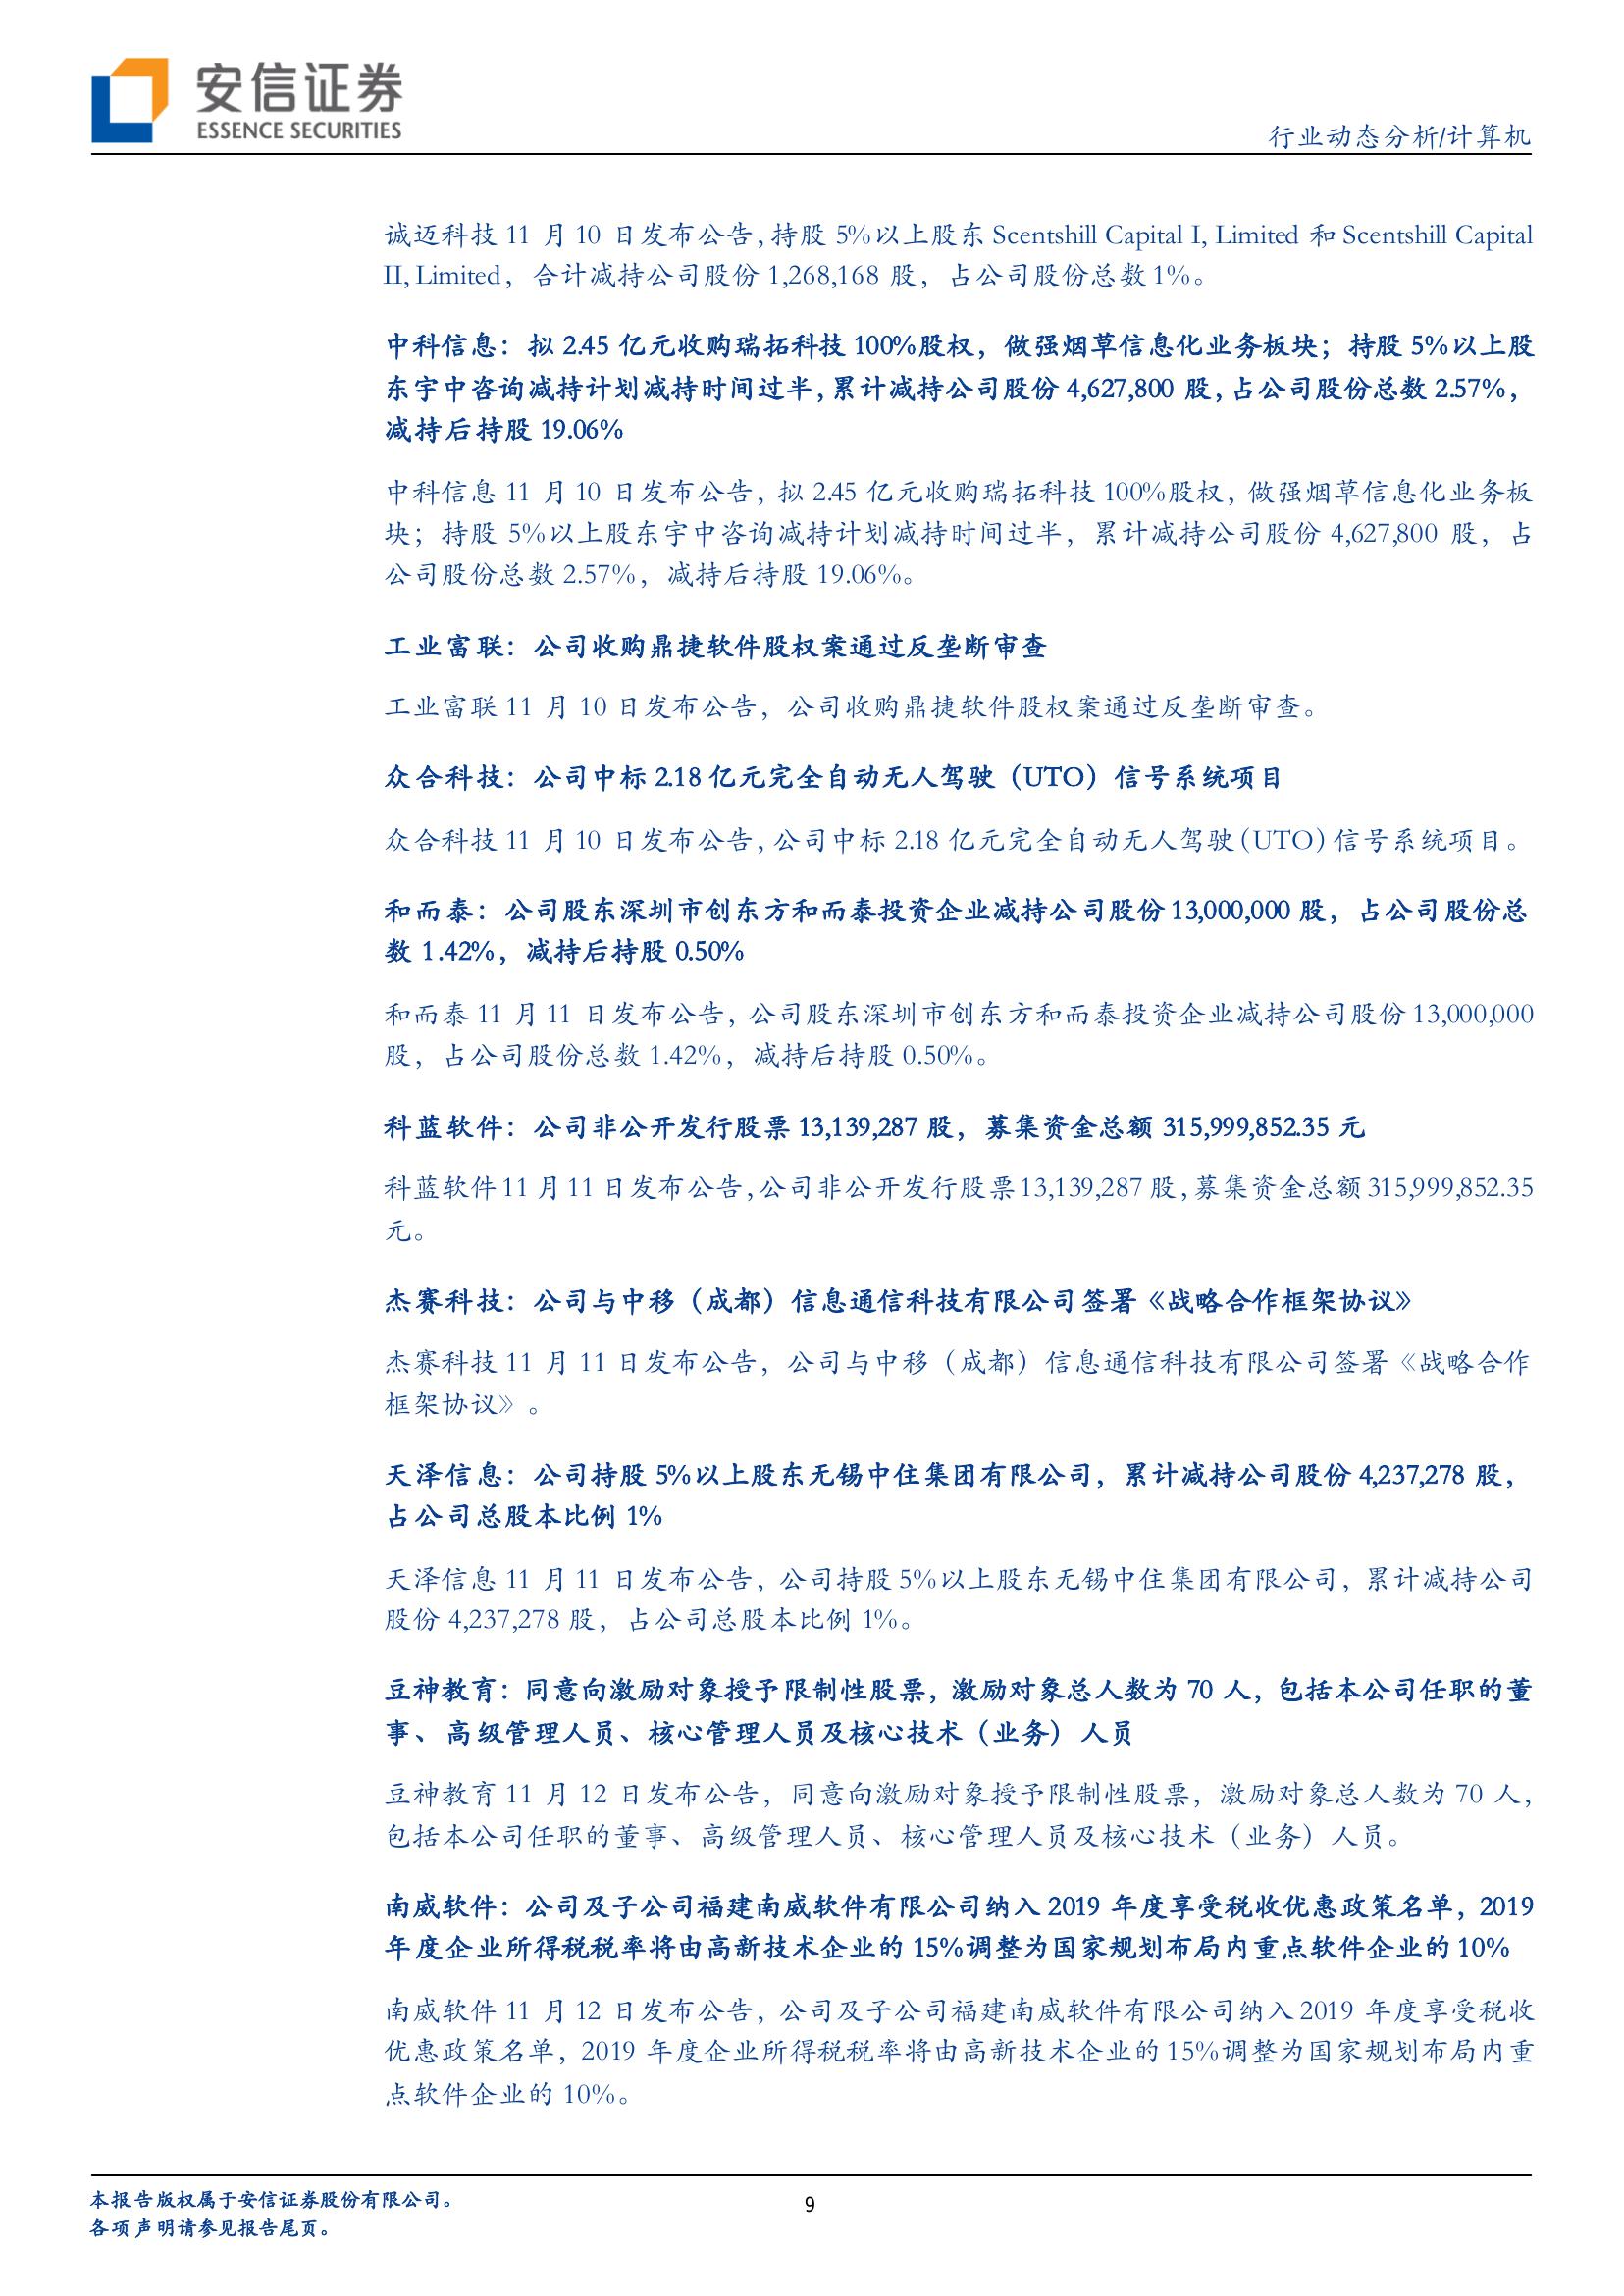 安信证券
ESSENCE SECURITIES
行业动态分析/计算机
诚迈科技 11 月 10 日发布公告，持股 5%以上股东 Scentshill Capital I, Limited 和 Scentshill Capital
II, Limited，合计减持公司股份 1,268,168 股，占公司股份总数 1%。
中科信息：拟 2.45 亿元收购瑞拓科技 100%股权，做强烟草信息化业务板块；持股 5%以上股
东宇中咨询减持计划减持时间过半，累计减持公司股份 4,627,800 股，占公司股份总数 2.57%，
减持后持股 19.06%
中科信息 11 月 10 日发布公告，拟 2.45 亿元收购瑞拓科技 100%股权，做强烟草信息化业务板
块；持股 5%以上股东宇中咨询减持计划减持时间过半，累计减持公司股份 4,627,800 股，占
公司股份总数 2.57%，减持后持股 19.06%。
工业富联：公司收购鼎捷软件股权案通过反垄断审查
工业富联 11 月 10 日发布公告，公司收购鼎捷软件股权案通过反垄断审查。
众合科技：公司中标 2.18 亿元完全自动无人驾驶（UTO）信号系统项目
众合科技 11 月 10 日发布公告，公司中标 2.18 亿元完全自动无人驾驶（UTO）信号系统项目。
和而泰：公司股东深圳市创东方和而泰投资企业减持公司股份 13,000,000 股，占公司股份总
数 1.42%，减持后持股 0.50%
和而泰 11 月 11 日发布公告，公司股东深圳市创东方和而泰投资企业减持公司股份 13,000,000
股，占公司股份总数 1.42%，减持后持股 0.50%。
科蓝软件：公司非公开发行股票 13,139,287 股，募集资金总额 315,999,852.35 元
科蓝软件 11 月 11 日发布公告，公司非公开发行股票 13,139,287 股，募集资金总额 315,999,852.35
元。
杰赛科技：公司与中移（成都）信息通信科技有限公司签署《战略合作框架协议》
杰赛科技 11 月 11 日发布公告，公司与中移（成都）信息通信科技有限公司签署《战略合作
框架协议》。
天泽信息：公司持股 5%以上股东无锡中住集团有限公司，累计减持公司股份 4,237,278 股，
占公司总股本比例 1%
天泽信息 11 月 11 日发布公告，公司持股 5%以上股东无锡中住集团有限公司，累计减持公司
股份 4,237,278 股，占公司总股本比例 1%。
豆神教育：同意向激励对象授予限制性股票，激励对象总人数为 70 人，包括本公司任职的董
事、高级管理人员、核心管理人员及核心技术（业务）人员
豆神教育 11 月 12 日发布公告，同意向激励对象授予限制性股票，激励对象总人数为 70 人，
包括本公司任职的董事、高级管理人员、核心管理人员及核心技术（业务）人员。
南威软件：公司及子公司福建南威软件有限公司纳入 2019 年度享受税收优惠政策名单，2019
年度企业所得税税率将由高新技术企业的 15%调整为国家规划布局内重点软件企业的 10%
南威软件 11 月 12 日发布公告，公司及子公司福建南威软件有限公司纳入 2019 年度享受税收
优惠政策名单，2019 年度企业所得税税率将由高新技术企业的 15%调整为国家规划布局内重
点软件企业的 10%。
本报告版权属于安信证券股份有限公司。
各项声明请参见报告尾页。
9